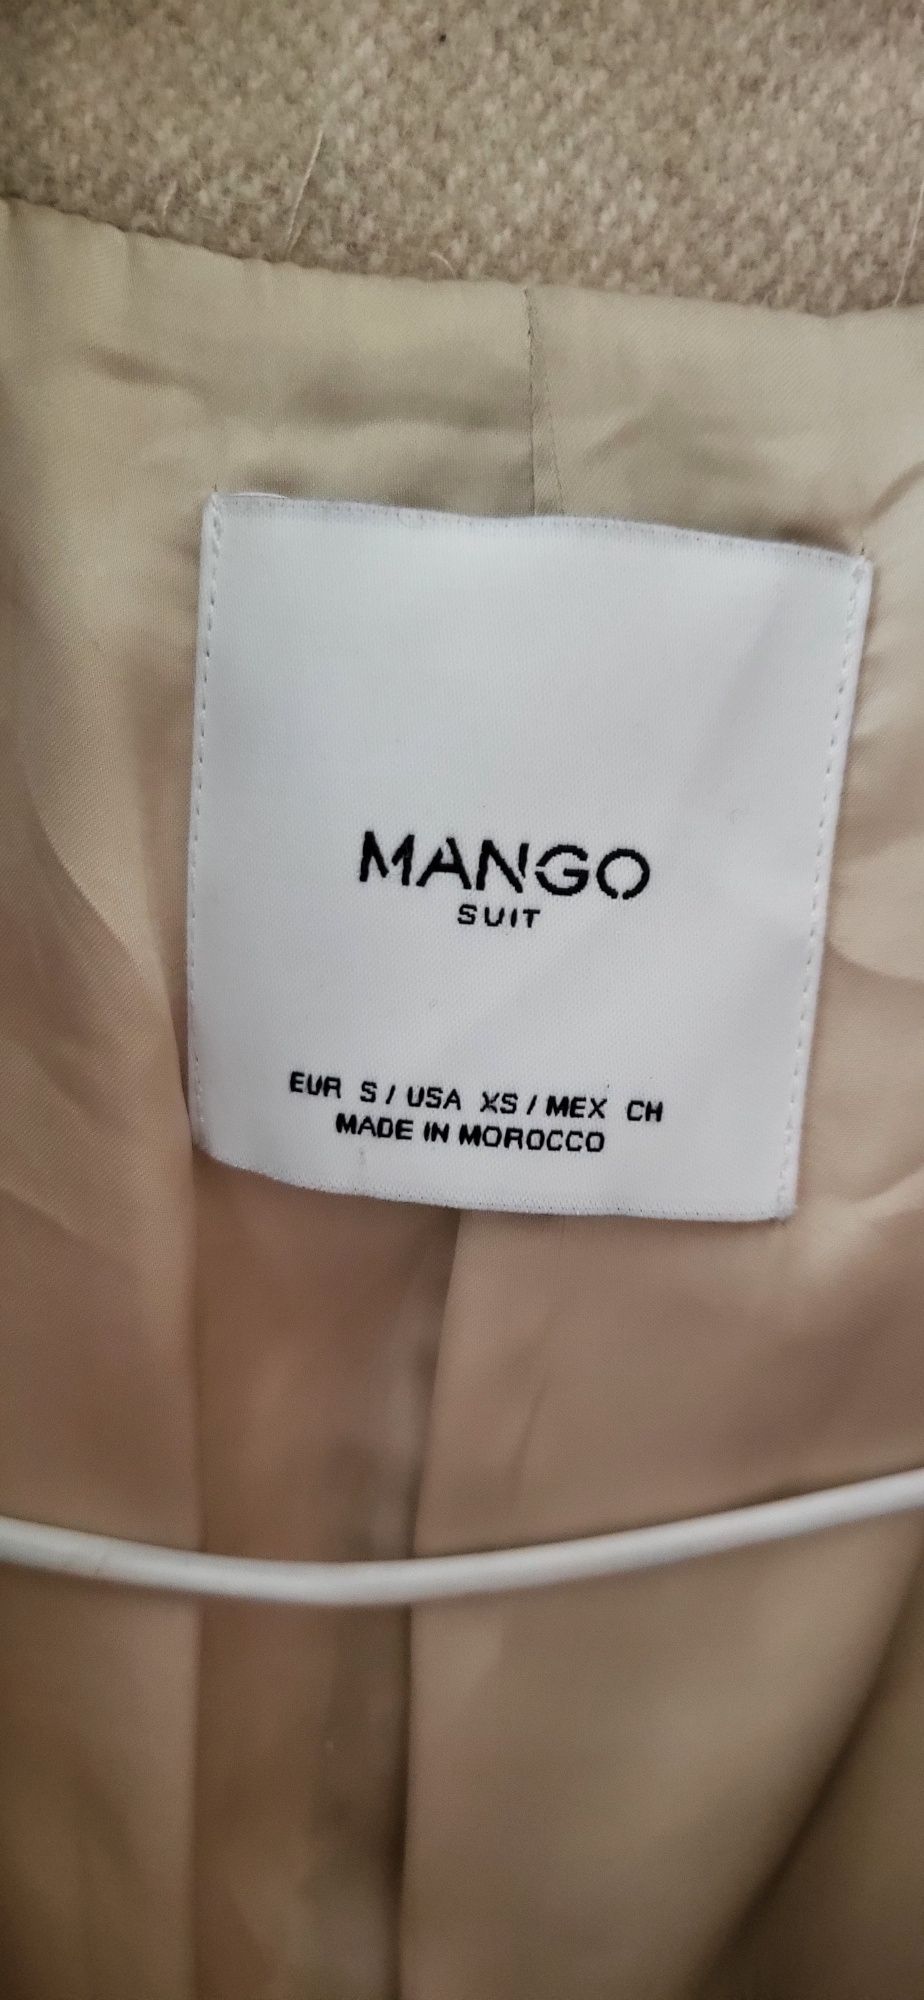 MANGO
SUIT
EUR S / USA XS / MEX CH
MADE IN MOROCCO